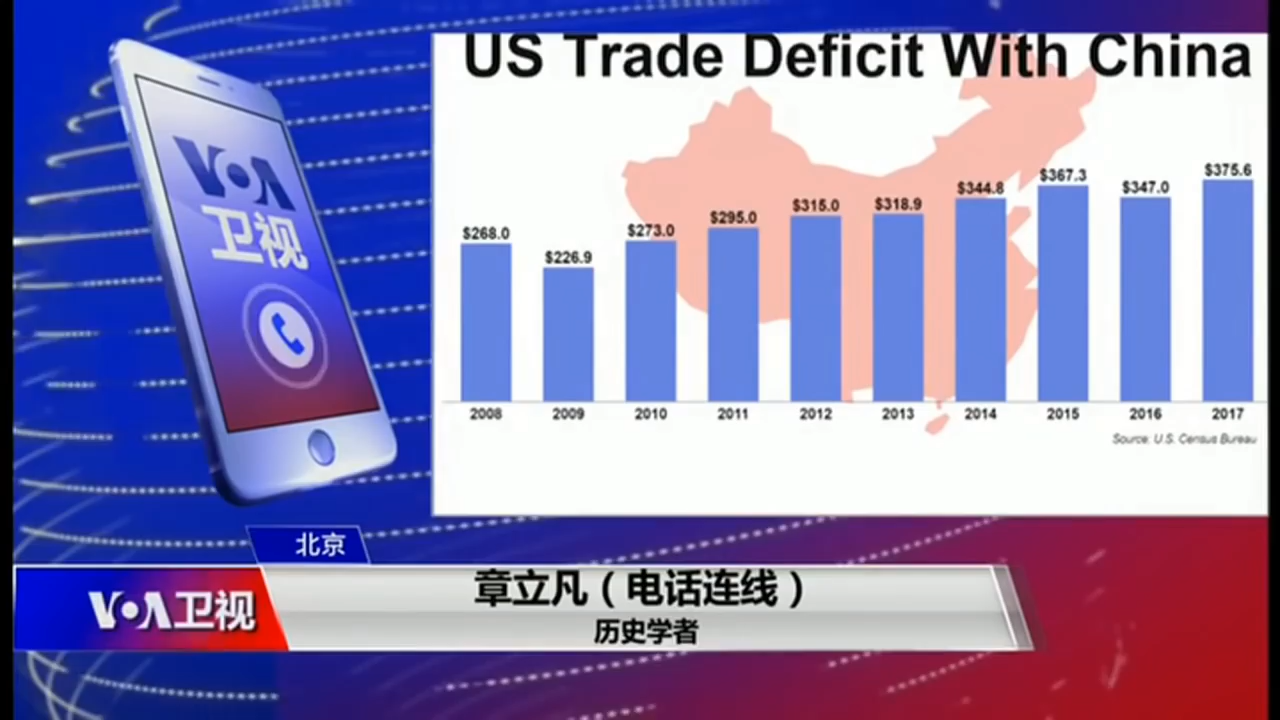 US Trade Deficit With China
VOA
卫视
$268.0
$226.9
$273.0
$295.0
$315.0
$318.9
$344.8
$367.3
$347.0
$375.6
2008 2009 2010 2011 2012 2013 2014 2015 2016 2017
Source: U.S. Census Bureau
北京
VOA卫视
章立凡（电话连线）
历史学者